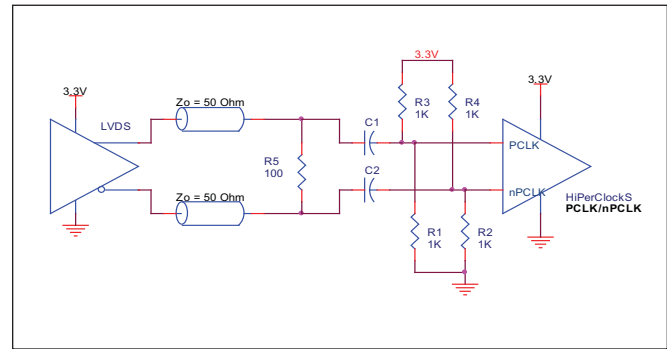 3.3V
LVDS
Zo = 50 Ohm
Zo = 50 Ohm
R5
100
C1
C2
3.3V
R3
1K
R4
1K
R1
1K
R2
1K
3.3V
PCLK
nPCLK
HiPerClockS
PCLK/nPCLK